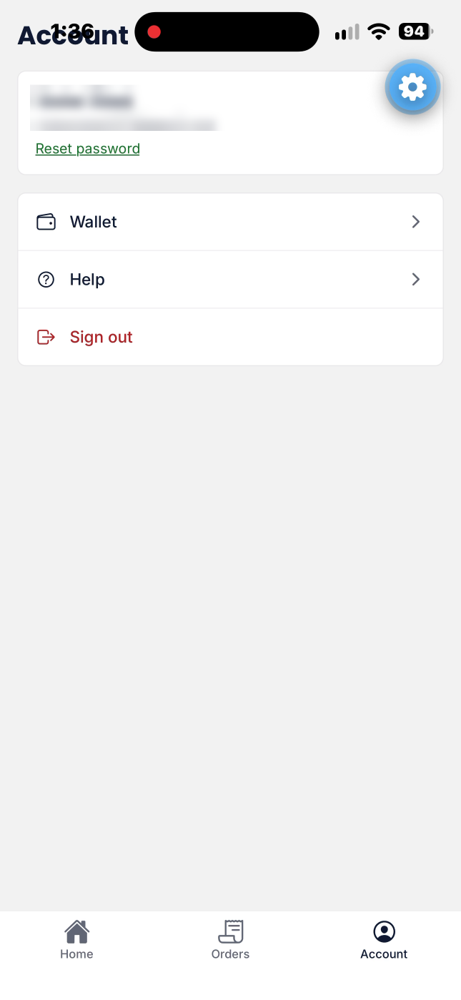 1:36
94
Account
Reset password
Wallet
Help
Sign out
Home
Orders
Account